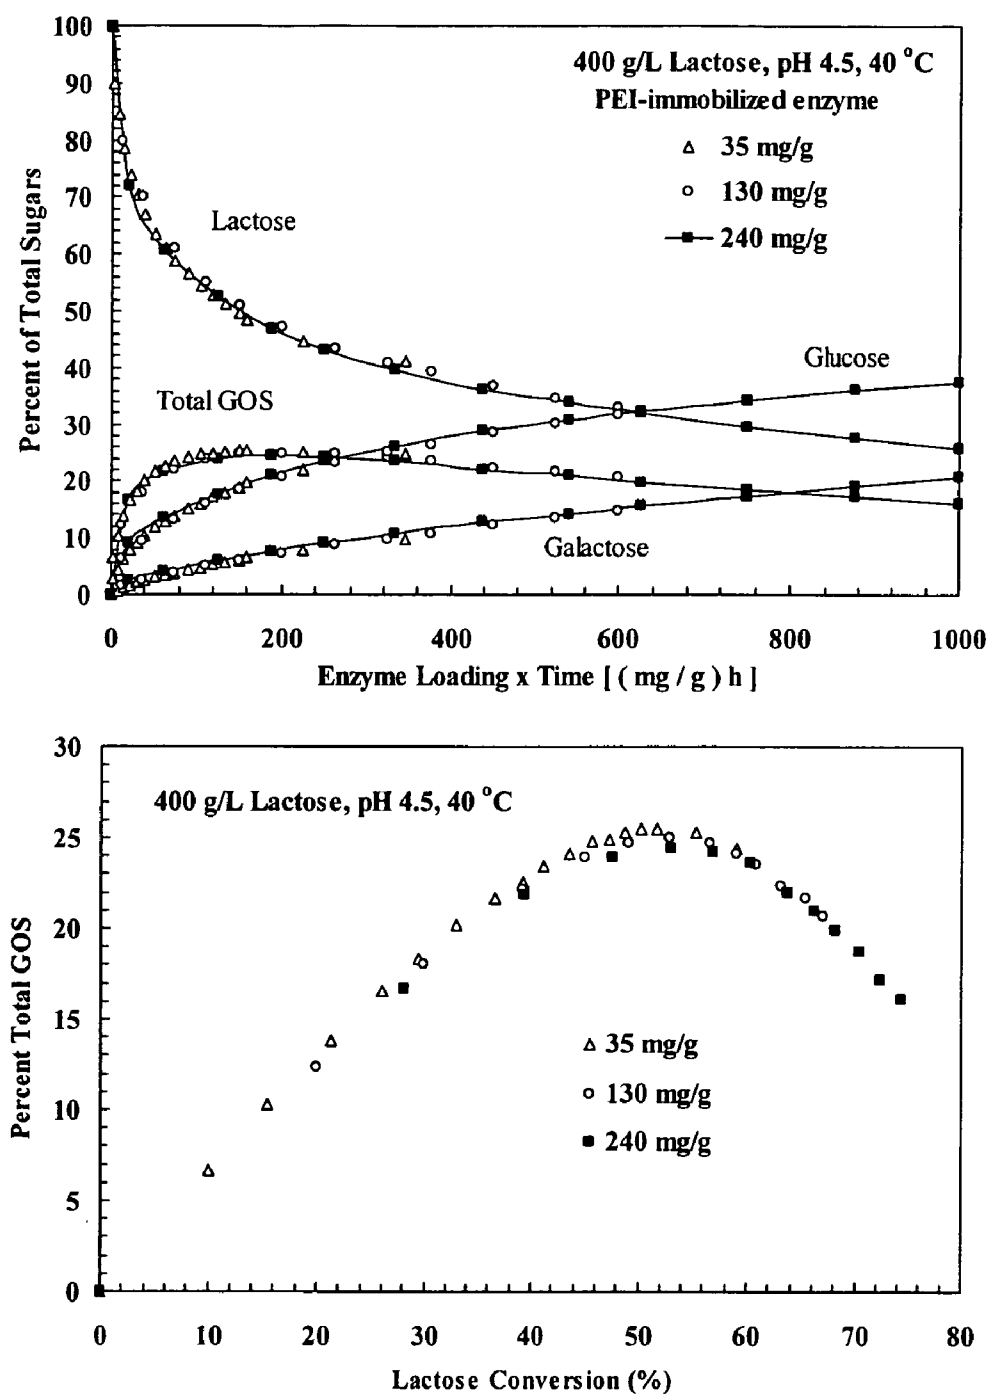 400 g/L Lactose, pH 4.5, 40 °C
PEI-immobilized enzyme
35 mg/g
130 mg/g
240 mg/g
Lactose
Glucose
Total GOS
Galactose
Percent of Total Sugars
100
90
80
70
60
50
40
30
20
10
0
0 200 400 600 800 1000
Enzyme Loading x Time [ ( mg / g ) h ]
400 g/L Lactose, pH 4.5, 40 °C
35 mg/g
130 mg/g
240 mg/g
Percent Total GOS
30
25
20
15
10
5
0
0 10 20 30 40 50 60 70 80
Lactose Conversion (%)